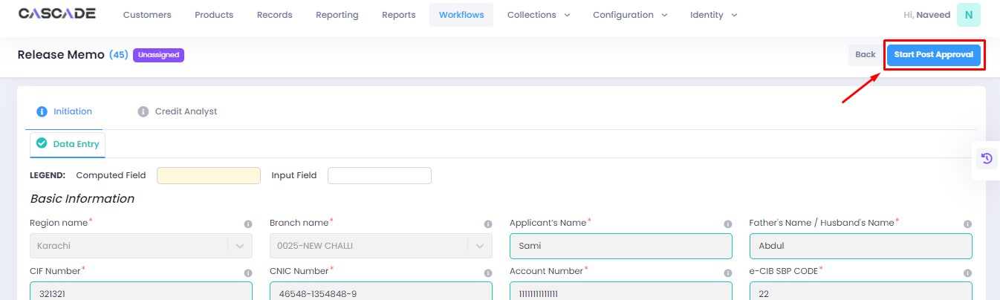 CASCADE Customers Products Records Reporting Reports Workflows Collections Configuration Identity Hi, Naveed N
Release Memo (45) Unassigned Back Start Post Approval
Initiation Credit Analyst
Data Entry
LEGEND: Computed Field Input Field
Basic Information
Region name* Branch name* Applicant's Name* Father's Name / Husband's Name*
Karachi 0025-NEW CHALLI Sami Abdul
CIF Number* CNIC Number* Account Number* e-CIB SBP CODE*
321321 46548-1354848-9 11111111111111 22